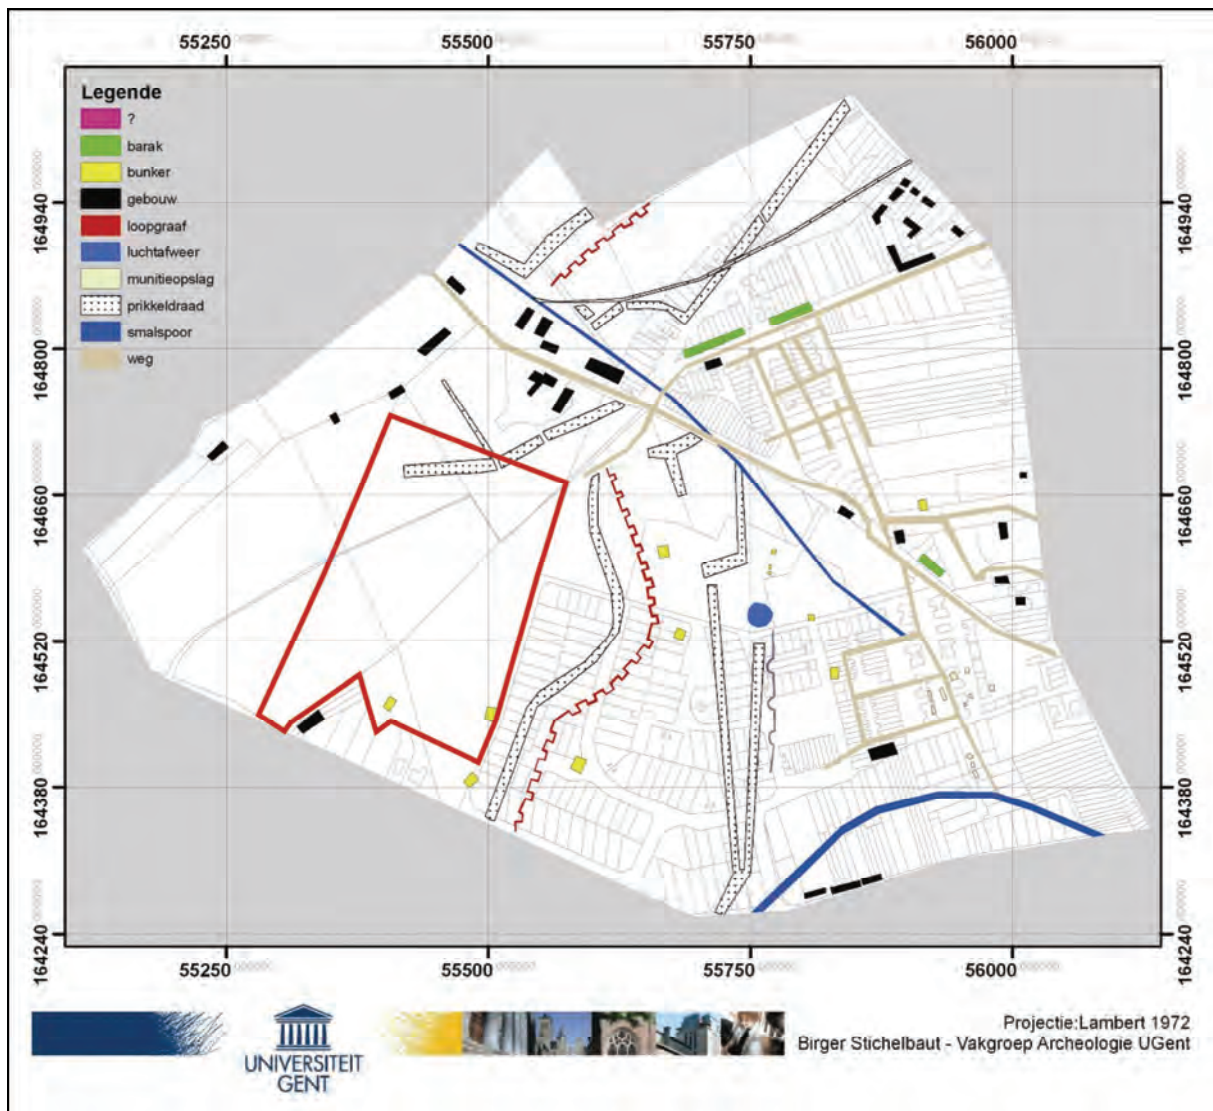 55250 55500 55750 56000
Legende
?
barak
bunker
gebouw
loopgraaf
luchtafweer
munitieopslag
prikkeldraad
smalspoor
weg
164940 164940
164800 164800
164660 164660
164520 164520
164380 164380
164240 164240
55250 55500 55750 56000
UNIVERSITEIT
GENT
Projectie:Lambert 1972
Birger Stichelbaut - Vakgroep Archeologie UGent